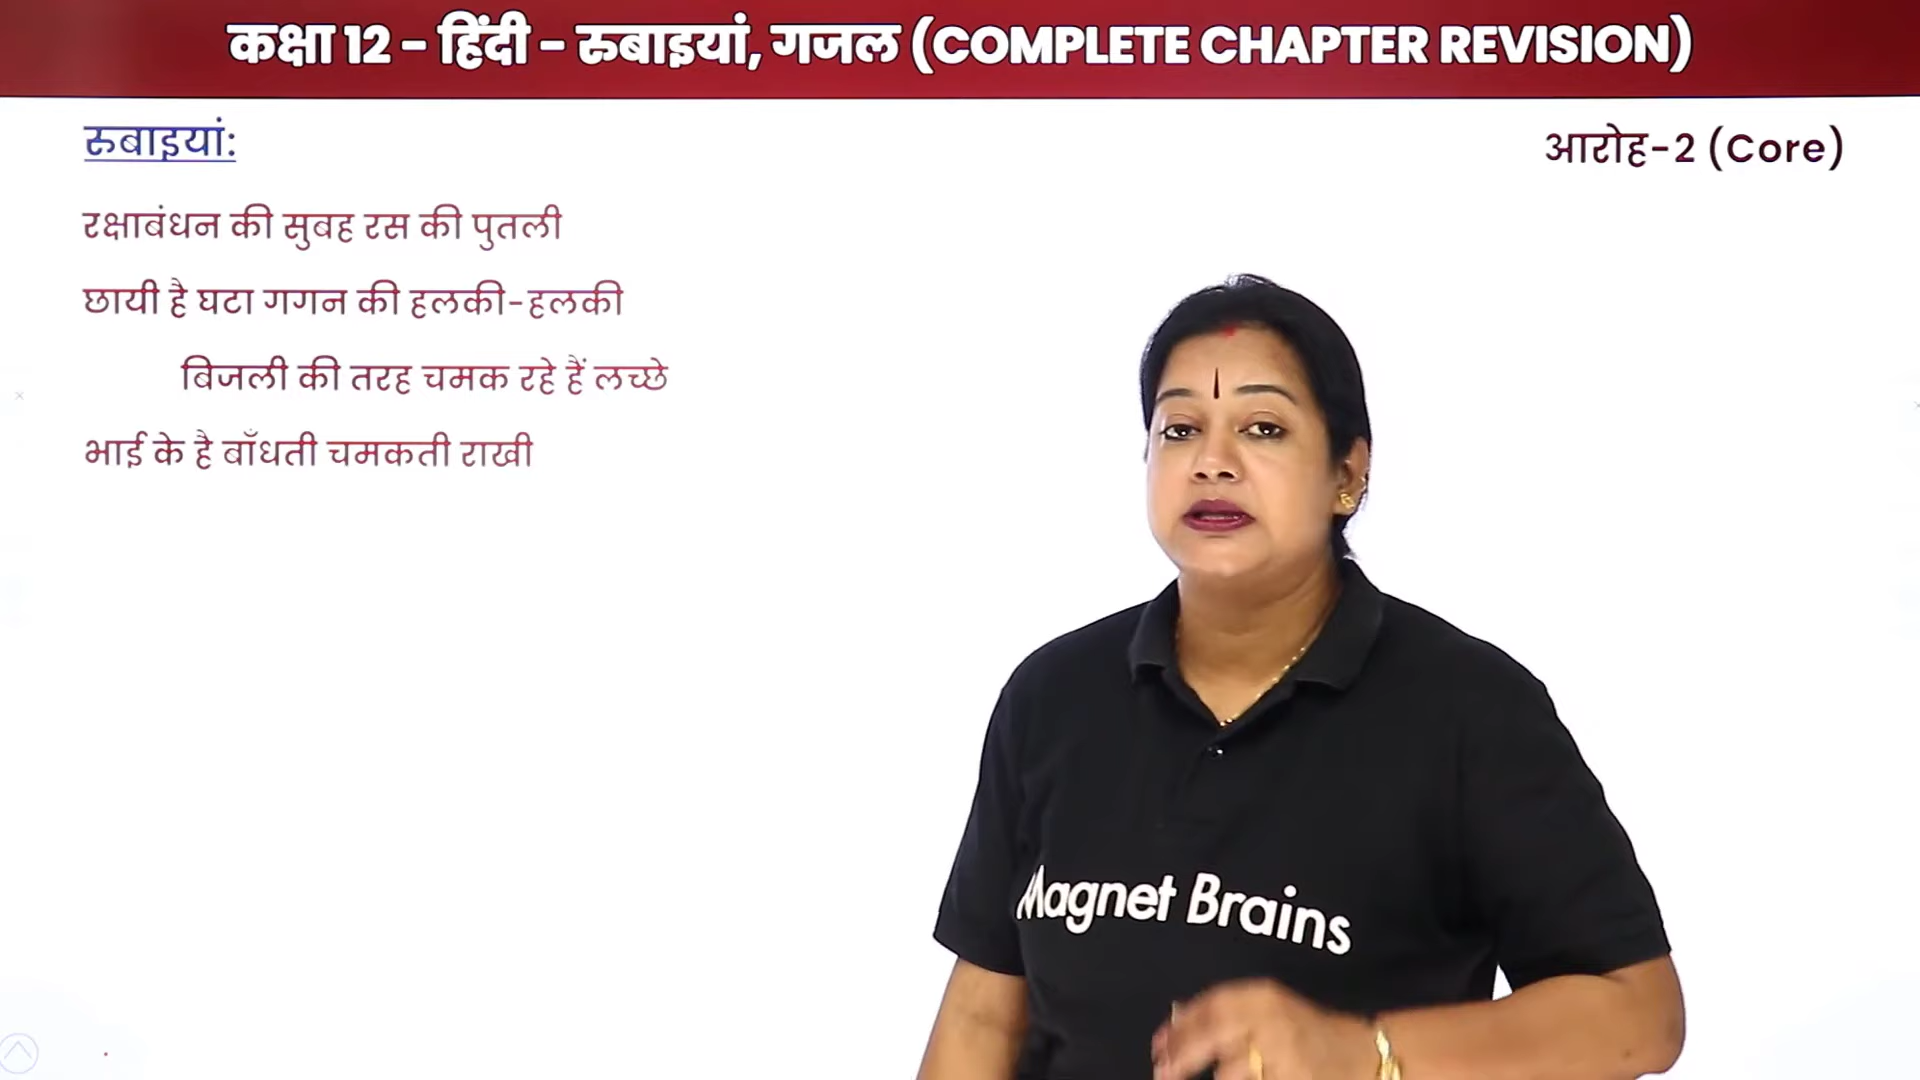 कक्षा 12 - हिंदी - रुबाइयां, गजल (COMPLETE CHAPTER REVISION)
रुबाइयां:
आरोह-2 (Core)
रक्षाबंधन की सुबह रस की पुतली
छायी है घटा गगन की हलकी-हलकी
बिजली की तरह चमक रहे हैं लच्छे
भाई के है बाँधती चमकती राखी
Magnet Brains